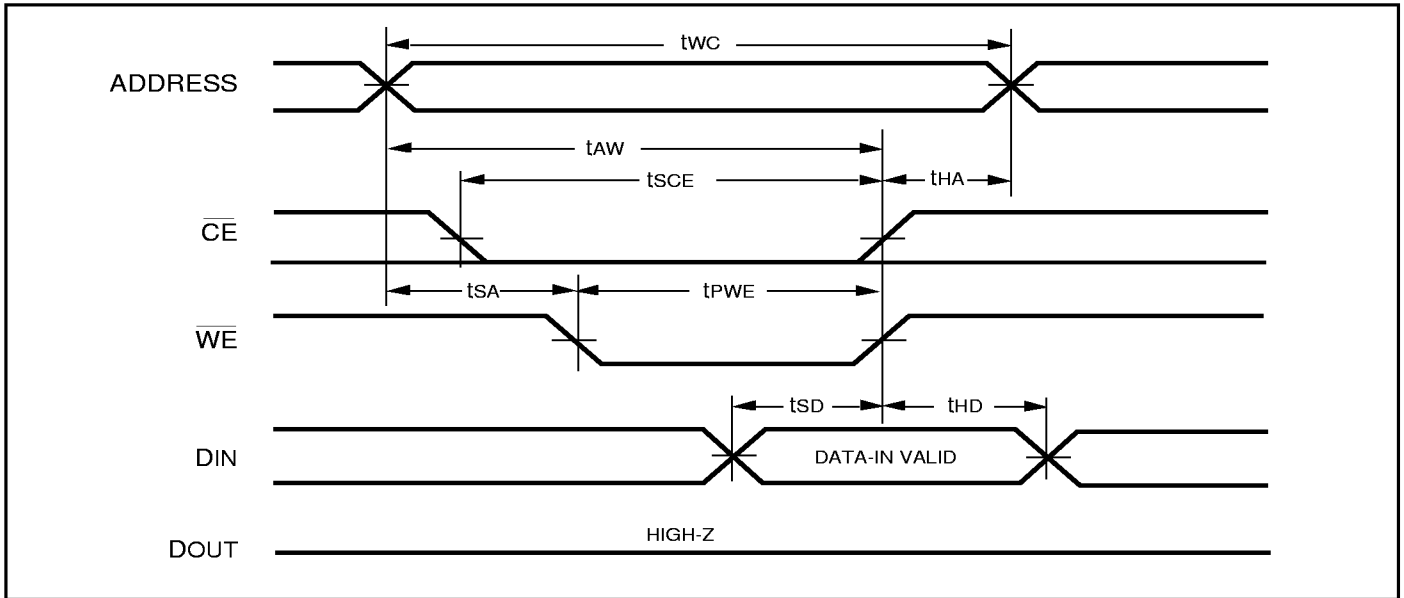 tWC
ADDRESS
tAW
tSCE
tHA
CE
tSA
tPWE
WE
tSD
tHD
DIN
DATA-IN VALID
HIGH-Z
DOUT